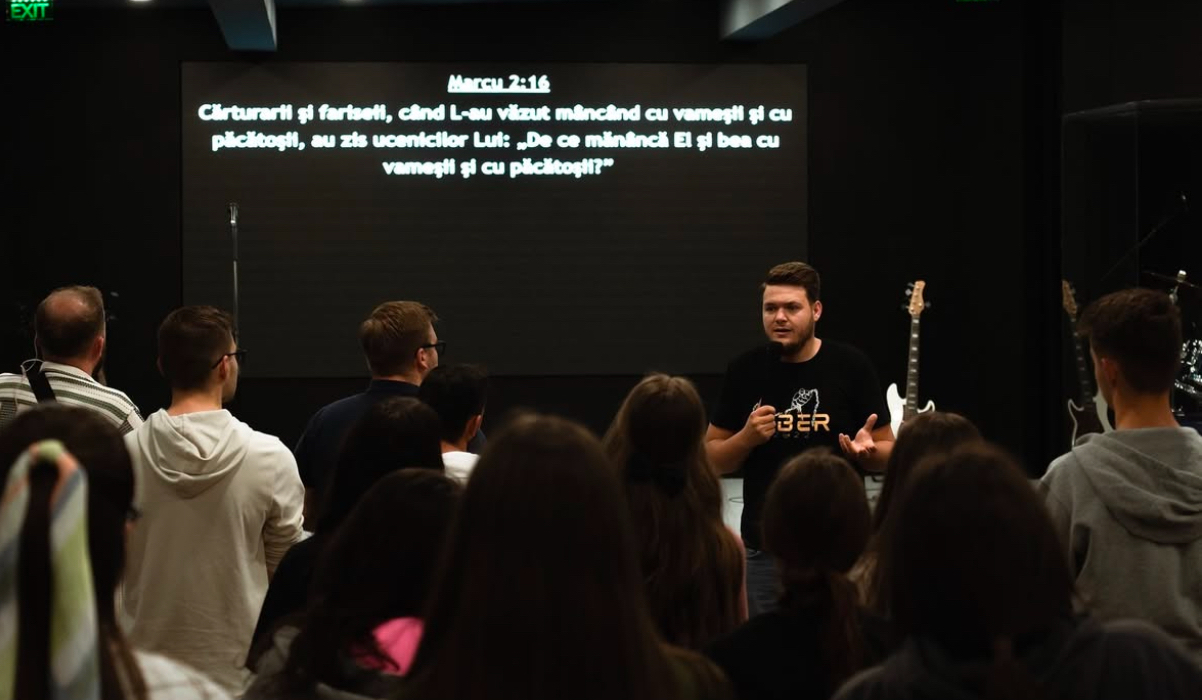 EXIT
Marcu 2:16
Cărturarii și fariseii, când L-au văzut mâncând cu vameșii și cu
păcătoșii, au zis ucenicilor Lui: „De ce mănâncă El și bea cu
vameșii și cu păcătoșii?”
BER